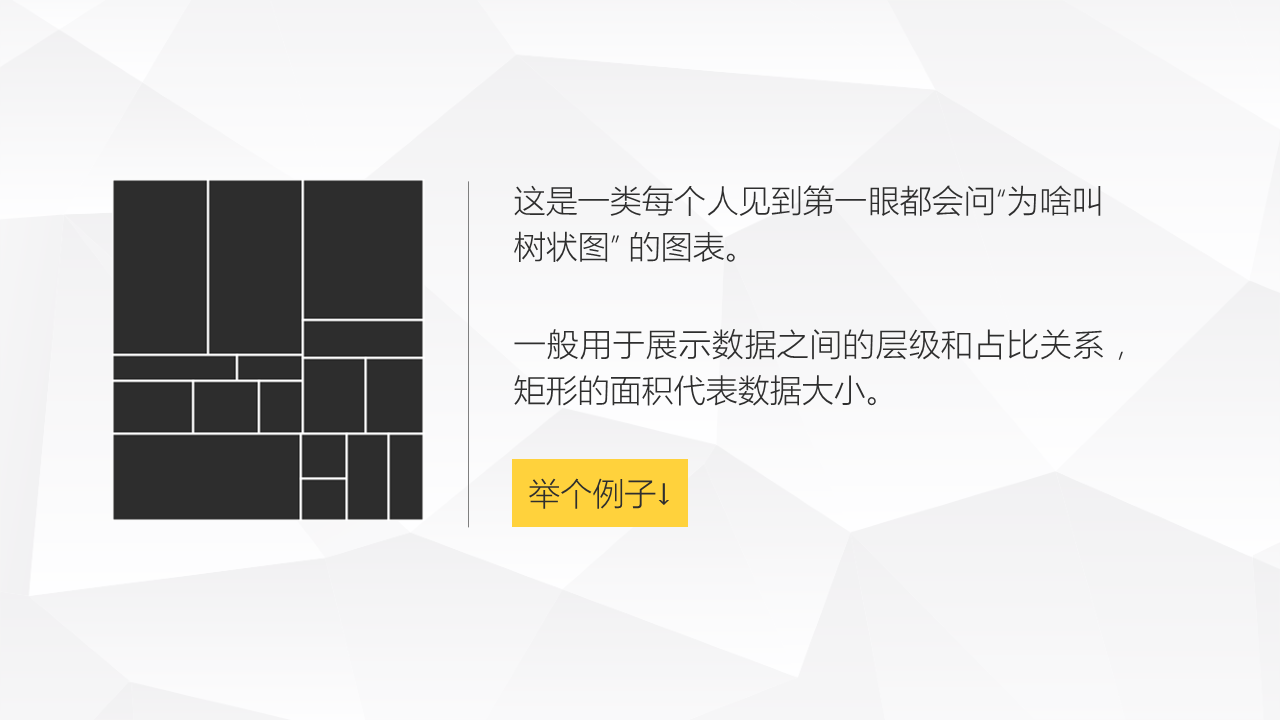 这是一类每个人见到第一眼都会问“为啥叫
树状图” 的图表。
一般用于展示数据之间的层级和占比关系，
矩形的面积代表数据大小。
举个例子↓